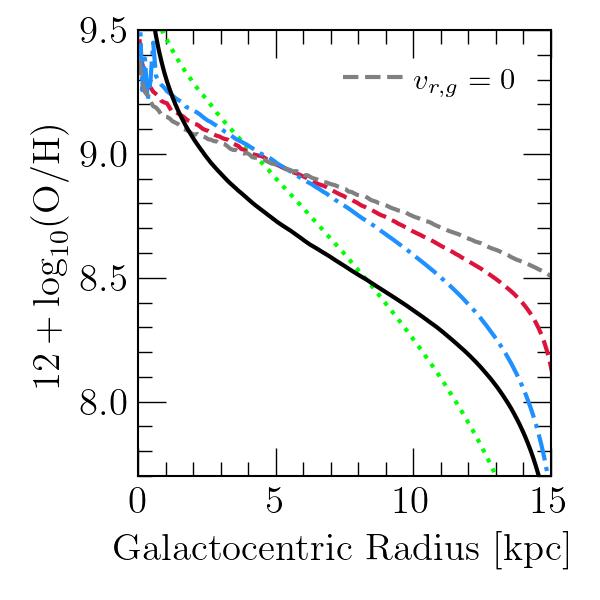 9.5
v_{r,g} = 0
9.0
12 + log₁₀(O/H)
8.5
8.0
0 5 10 15
Galactocentric Radius [kpc]